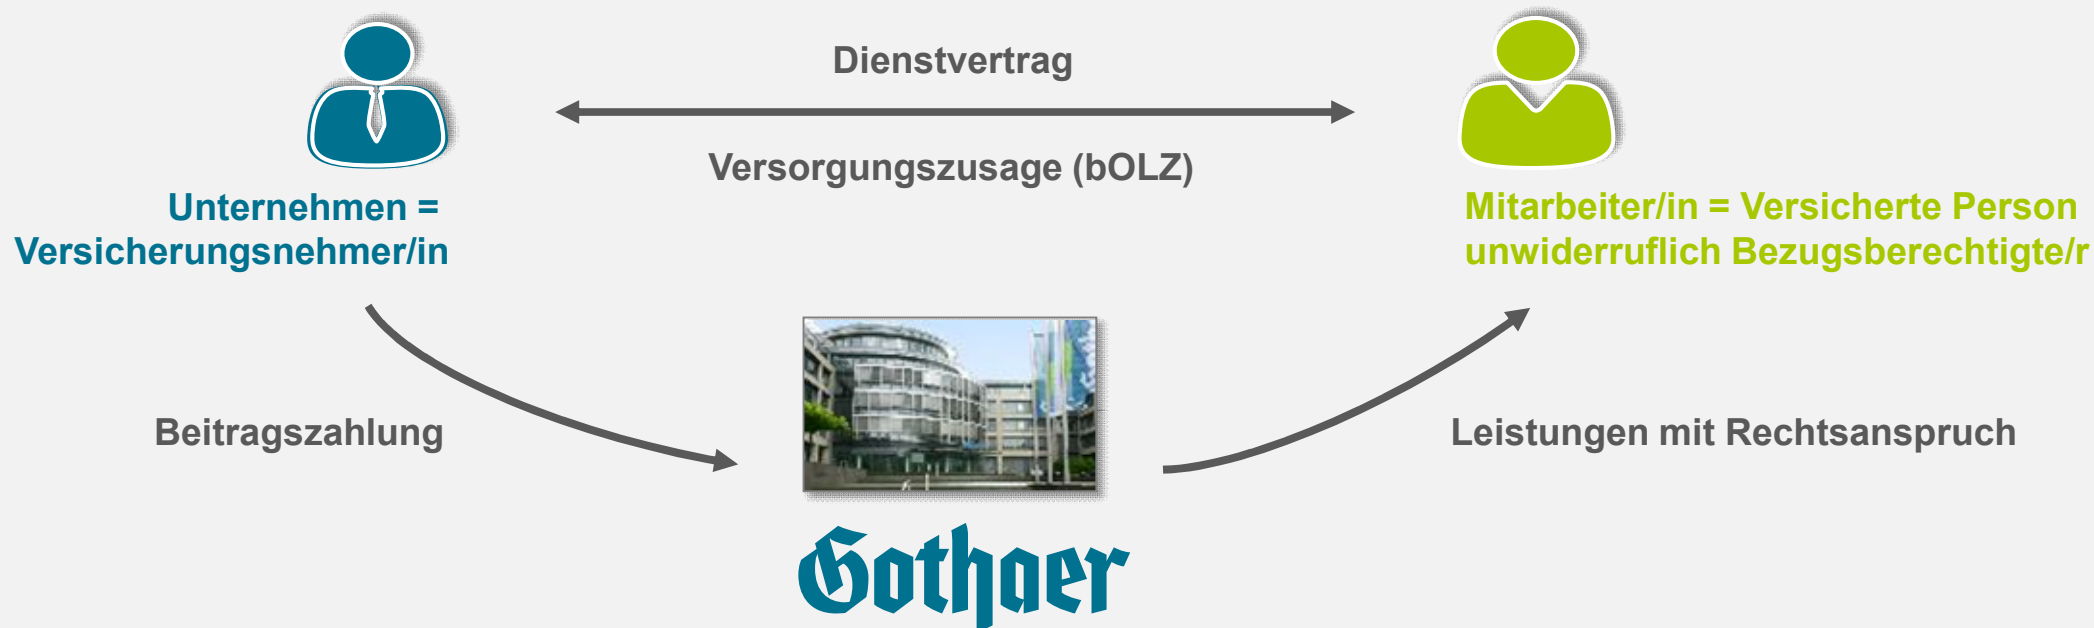 Dienstvertrag
Versorgungszusage (bOLZ)
Unternehmen =
Versicherungsnehmer/in
Mitarbeiter/in = Versicherte Person
unwiderruflich Bezugsberechtigte/r
Beitragszahlung
Leistungen mit Rechtsanspruch
Gothaer